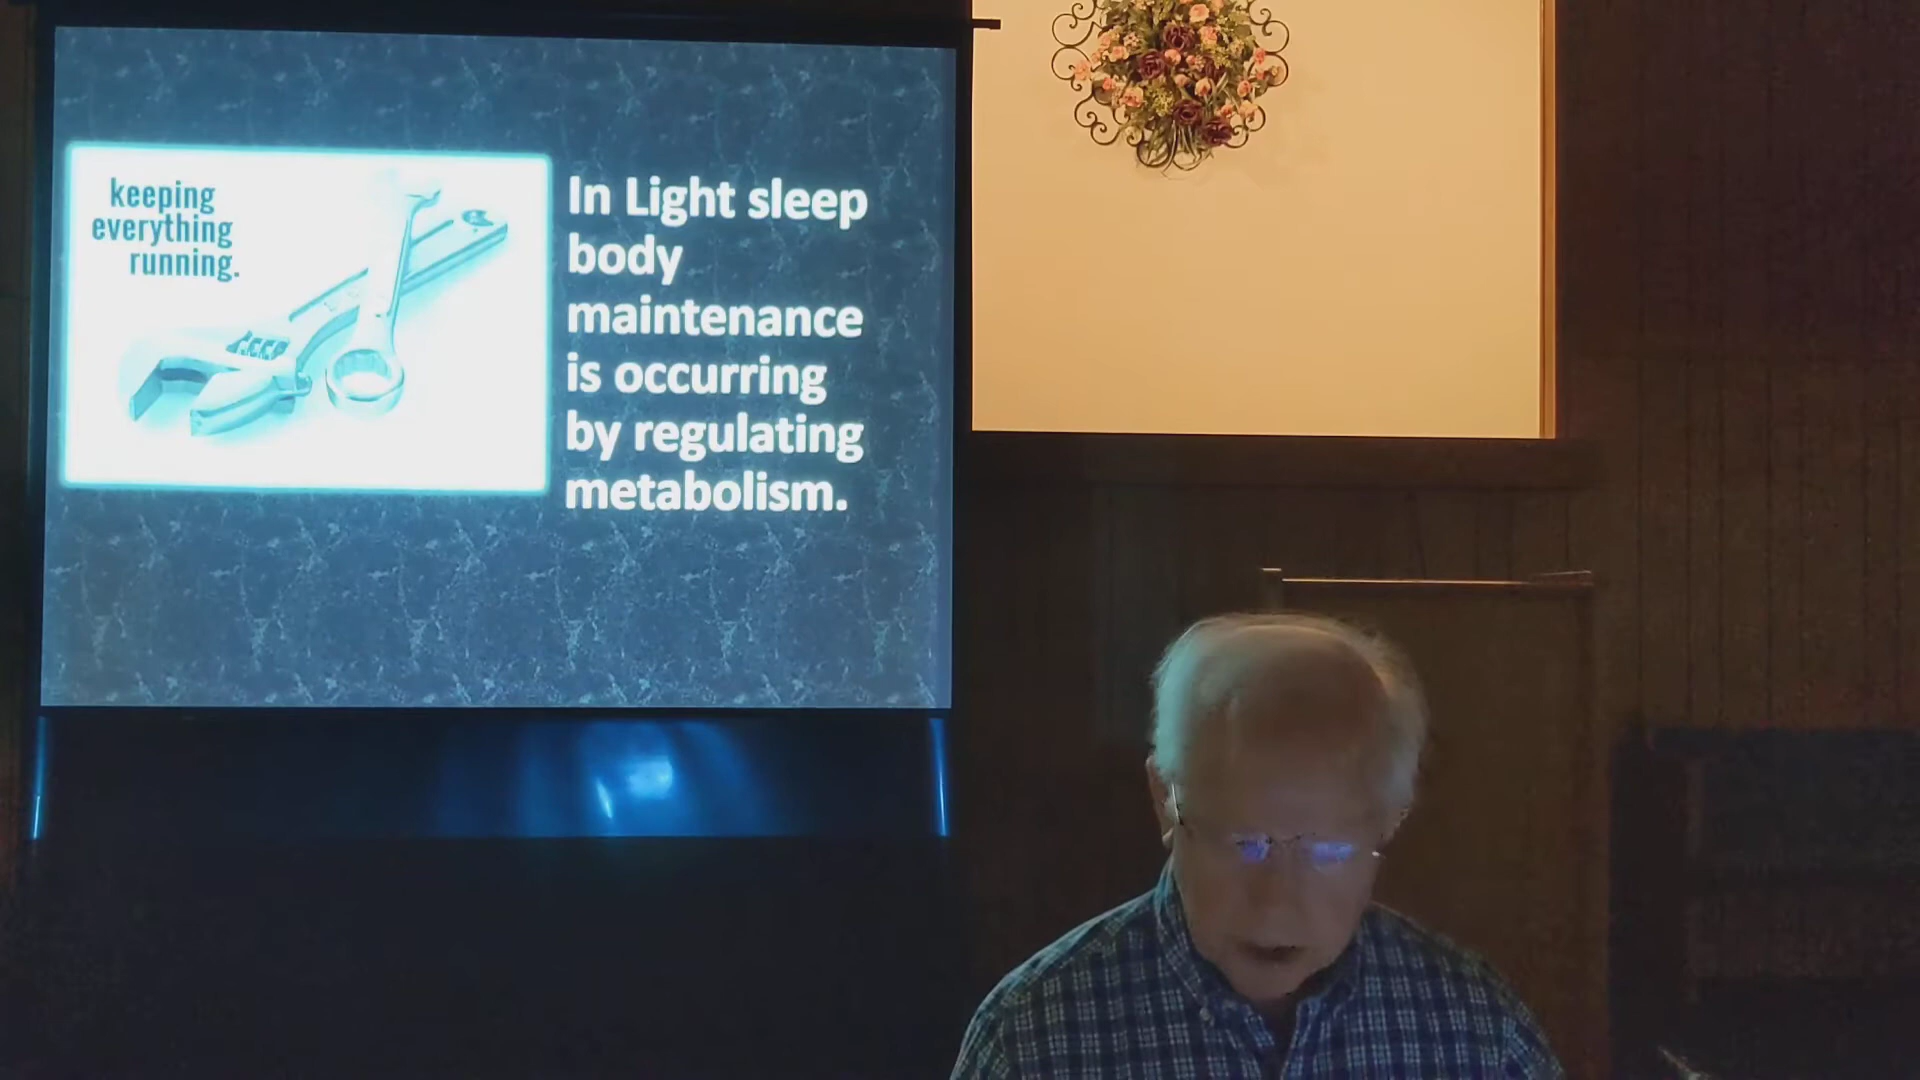 keeping
everything
running.
In Light sleep
body
maintenance
is occurring
by regulating
metabolism.